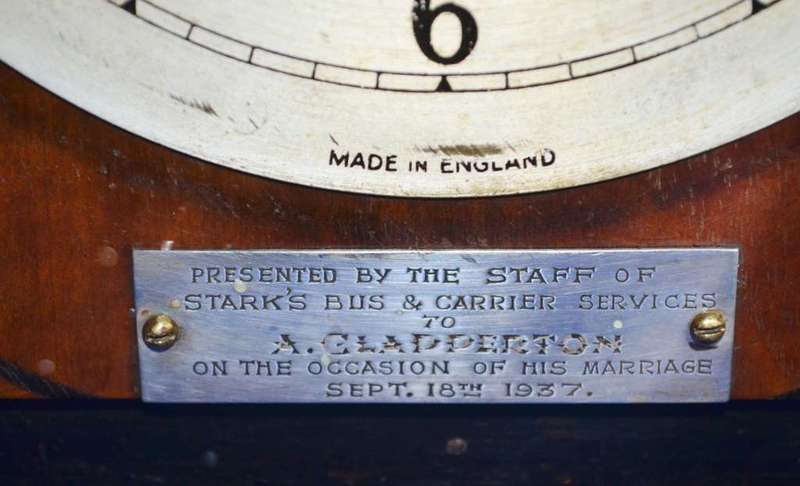 6
MADE IN ENGLAND
PRESENTED BY THE STAFF OF
STARK'S BUS & CARRIER SERVICES
TO
A. CLAPPERTON
ON THE OCCASION OF HIS MARRIAGE
SEPT. 18TH 1937.